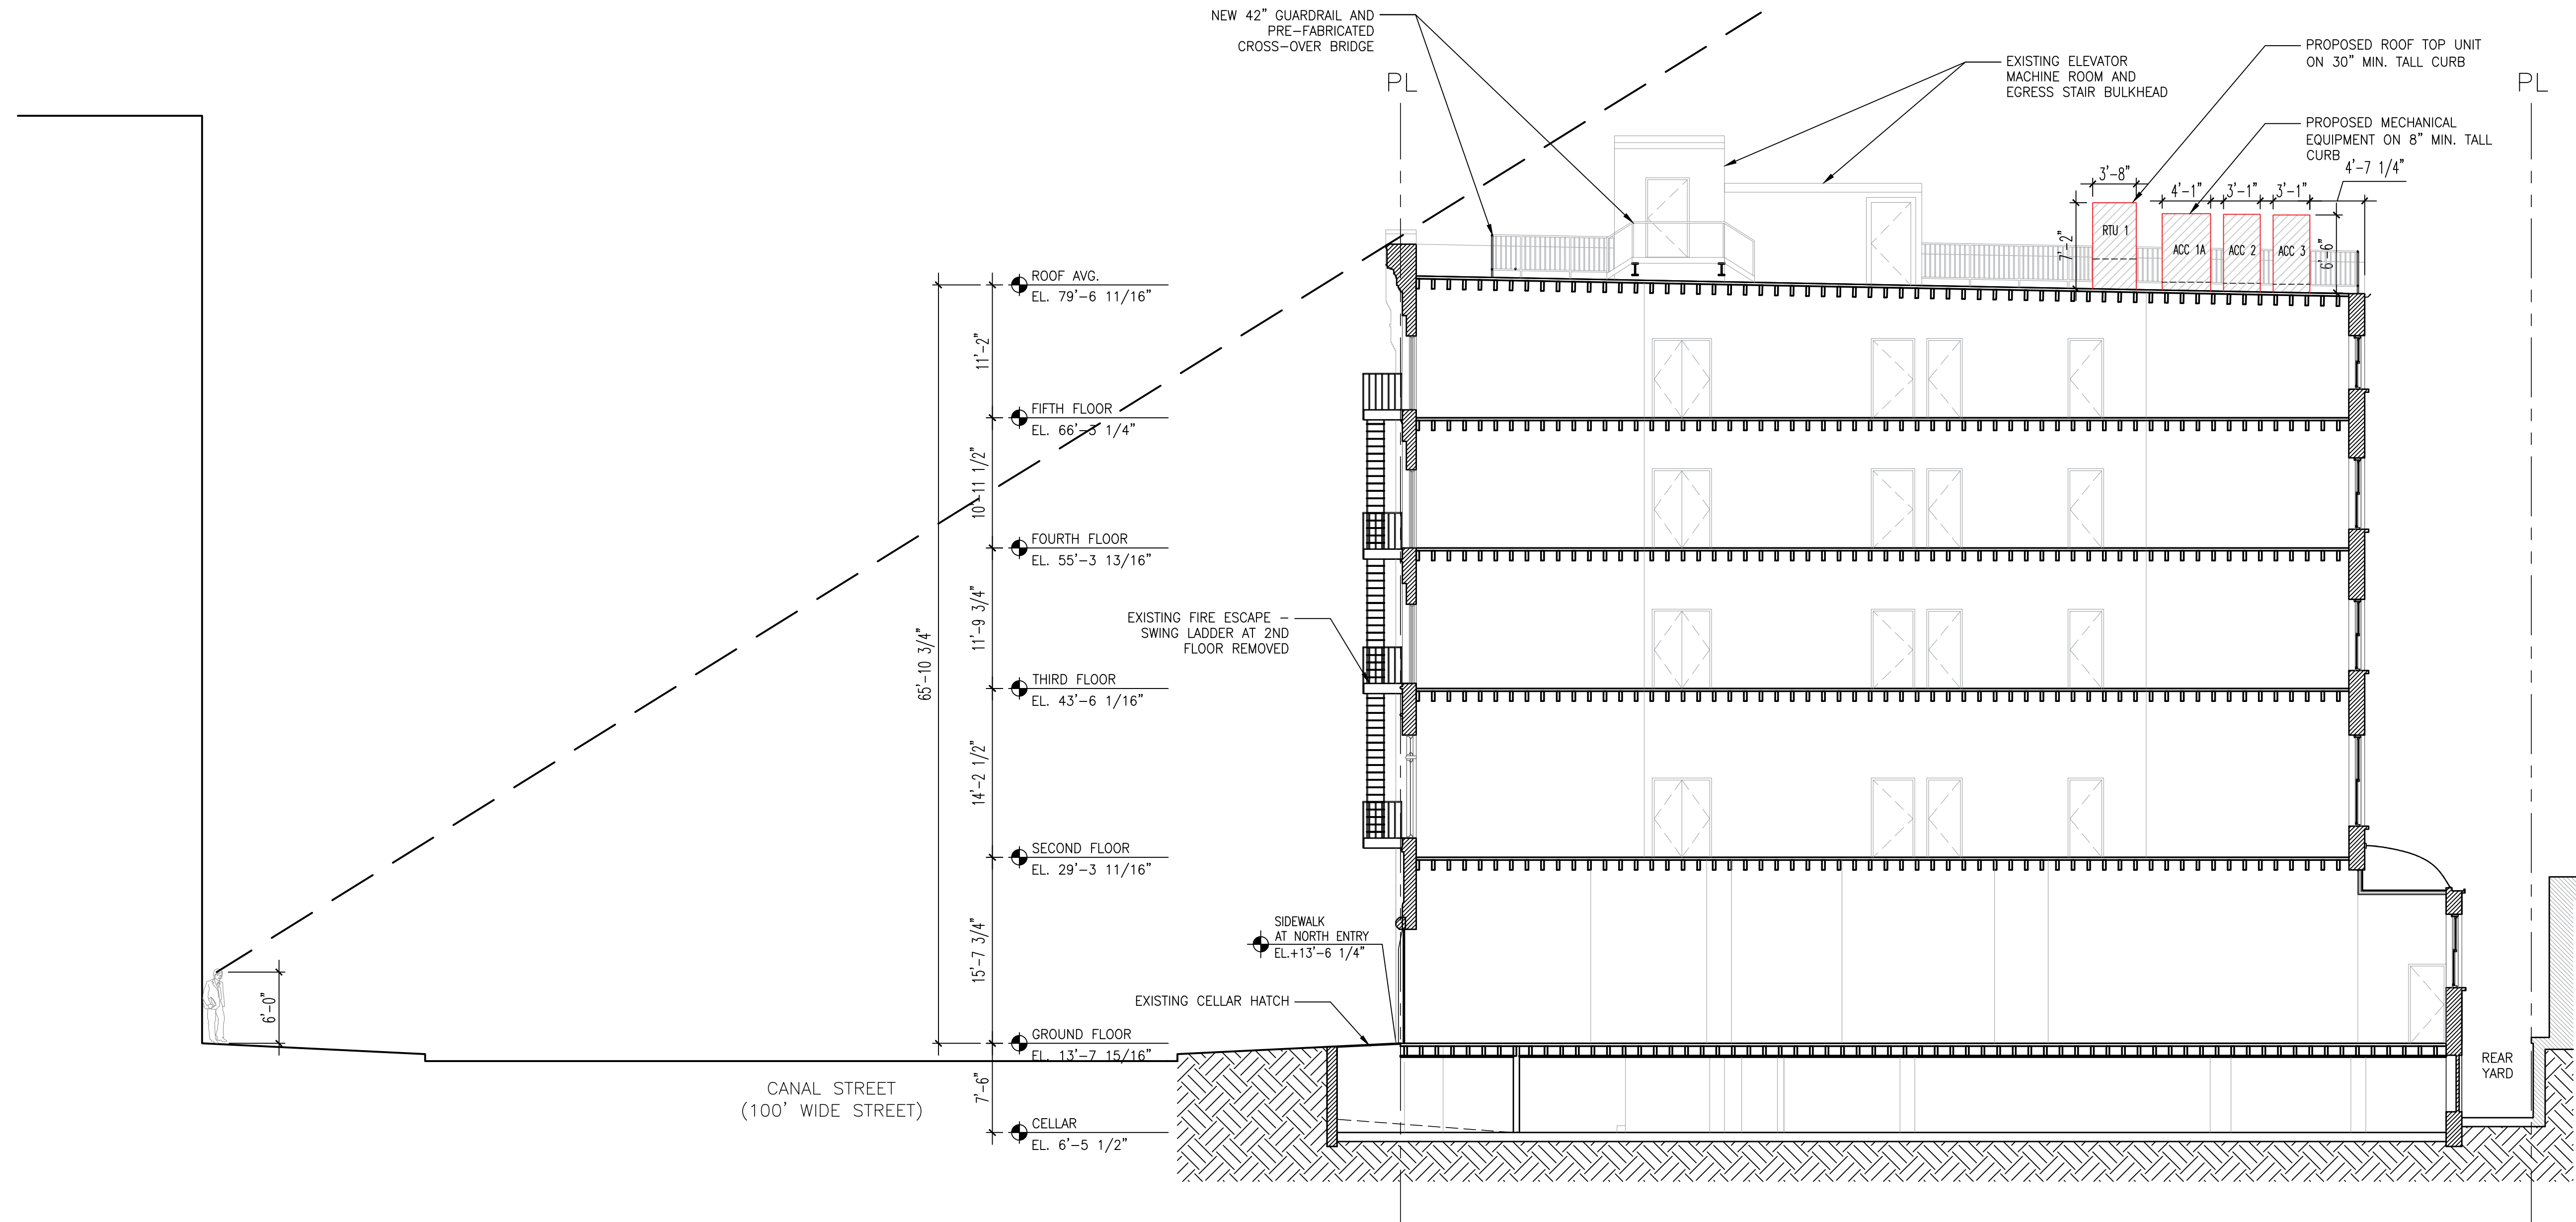 NEW 42" GUARDRAIL AND
PRE-FABRICATED
CROSS-OVER BRIDGE
PL
EXISTING ELEVATOR
MACHINE ROOM AND
EGRESS STAIR BULKHEAD
PROPOSED ROOF TOP UNIT
ON 30" MIN. TALL CURB
PL
PROPOSED MECHANICAL
EQUIPMENT ON 8" MIN. TALL
CURB
4'-7 1/4"
3'-8"
4'-1"
3'-1"
3'-1"
7'-2"
RTU 1
ACC 1A
ACC 2
ACC 3
6'-6"
ROOF AVG.
EL. 79'-6 11/16"
11'-2"
FIFTH FLOOR
EL. 66'-3 1/4"
10'-11 1/2"
FOURTH FLOOR
EL. 55'-3 13/16"
11'-9 3/4"
65'-10 3/4"
EXISTING FIRE ESCAPE -
SWING LADDER AT 2ND
FLOOR REMOVED
THIRD FLOOR
EL. 43'-6 1/16"
14'-2 1/2"
SECOND FLOOR
EL. 29'-3 11/16"
15'-7 3/4"
SIDEWALK
AT NORTH ENTRY
EL.+13'-6 1/4"
6'-0"
EXISTING CELLAR HATCH
GROUND FLOOR
EL. 13'-7 15/16"
7'-6"
CANAL STREET
(100' WIDE STREET)
CELLAR
EL. 6'-5 1/2"
REAR
YARD